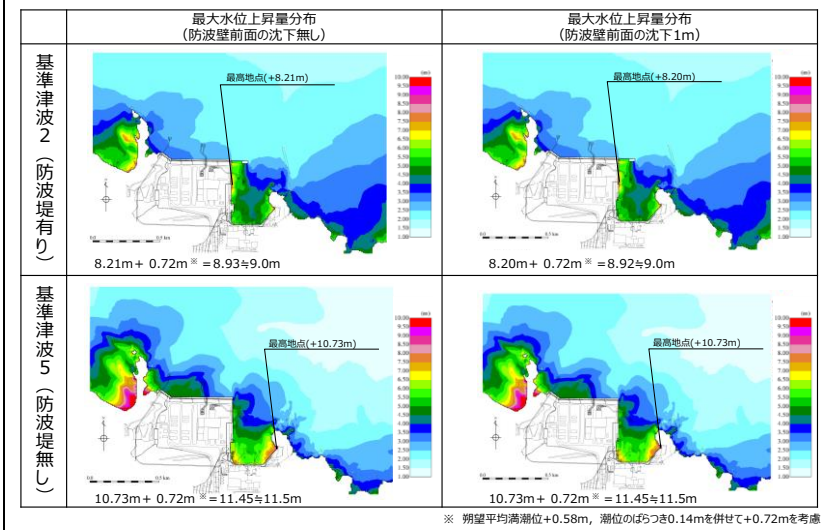 最大水位上昇量分布
(防波壁前面の沈下無し)
最大水位上昇量分布
(防波壁前面の沈下1m)
基準津波2(防波堤有り)
最高地点(+8.21m)
8.21m+ 0.72m※=8.93≒9.0m
最高地点(+8.20m)
8.20m+ 0.72m※=8.92≒9.0m
基準津波5(防波堤無し)
最高地点(+10.73m)
10.73m+ 0.72m※=11.45≒11.5m
最高地点(+10.73m)
10.73m+ 0.72m※=11.45≒11.5m
※ 朔望平均満潮位+0.58m,潮位のばらつき0.14mを併せて+0.72mを考慮